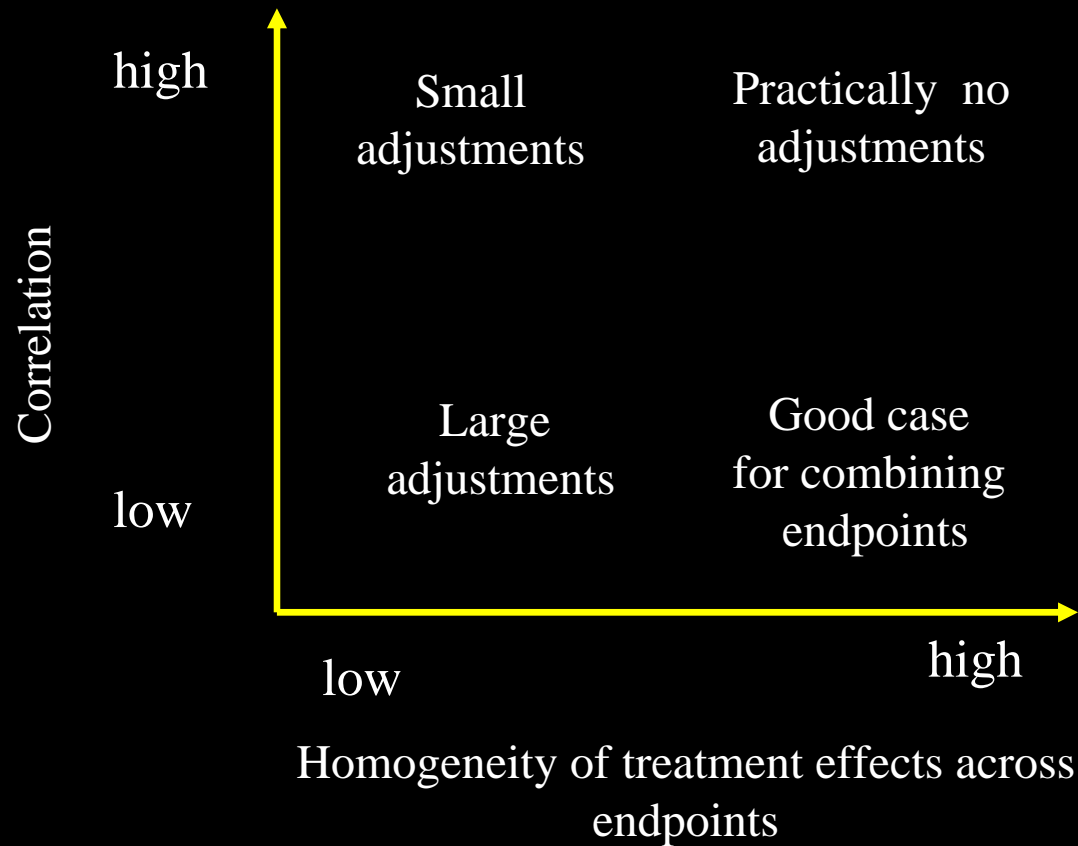 high
Small
adjustments
Practically no
adjustments
Correlation
Large
adjustments
Good case
for combining
endpoints
low
low
high
Homogeneity of treatment effects across
endpoints